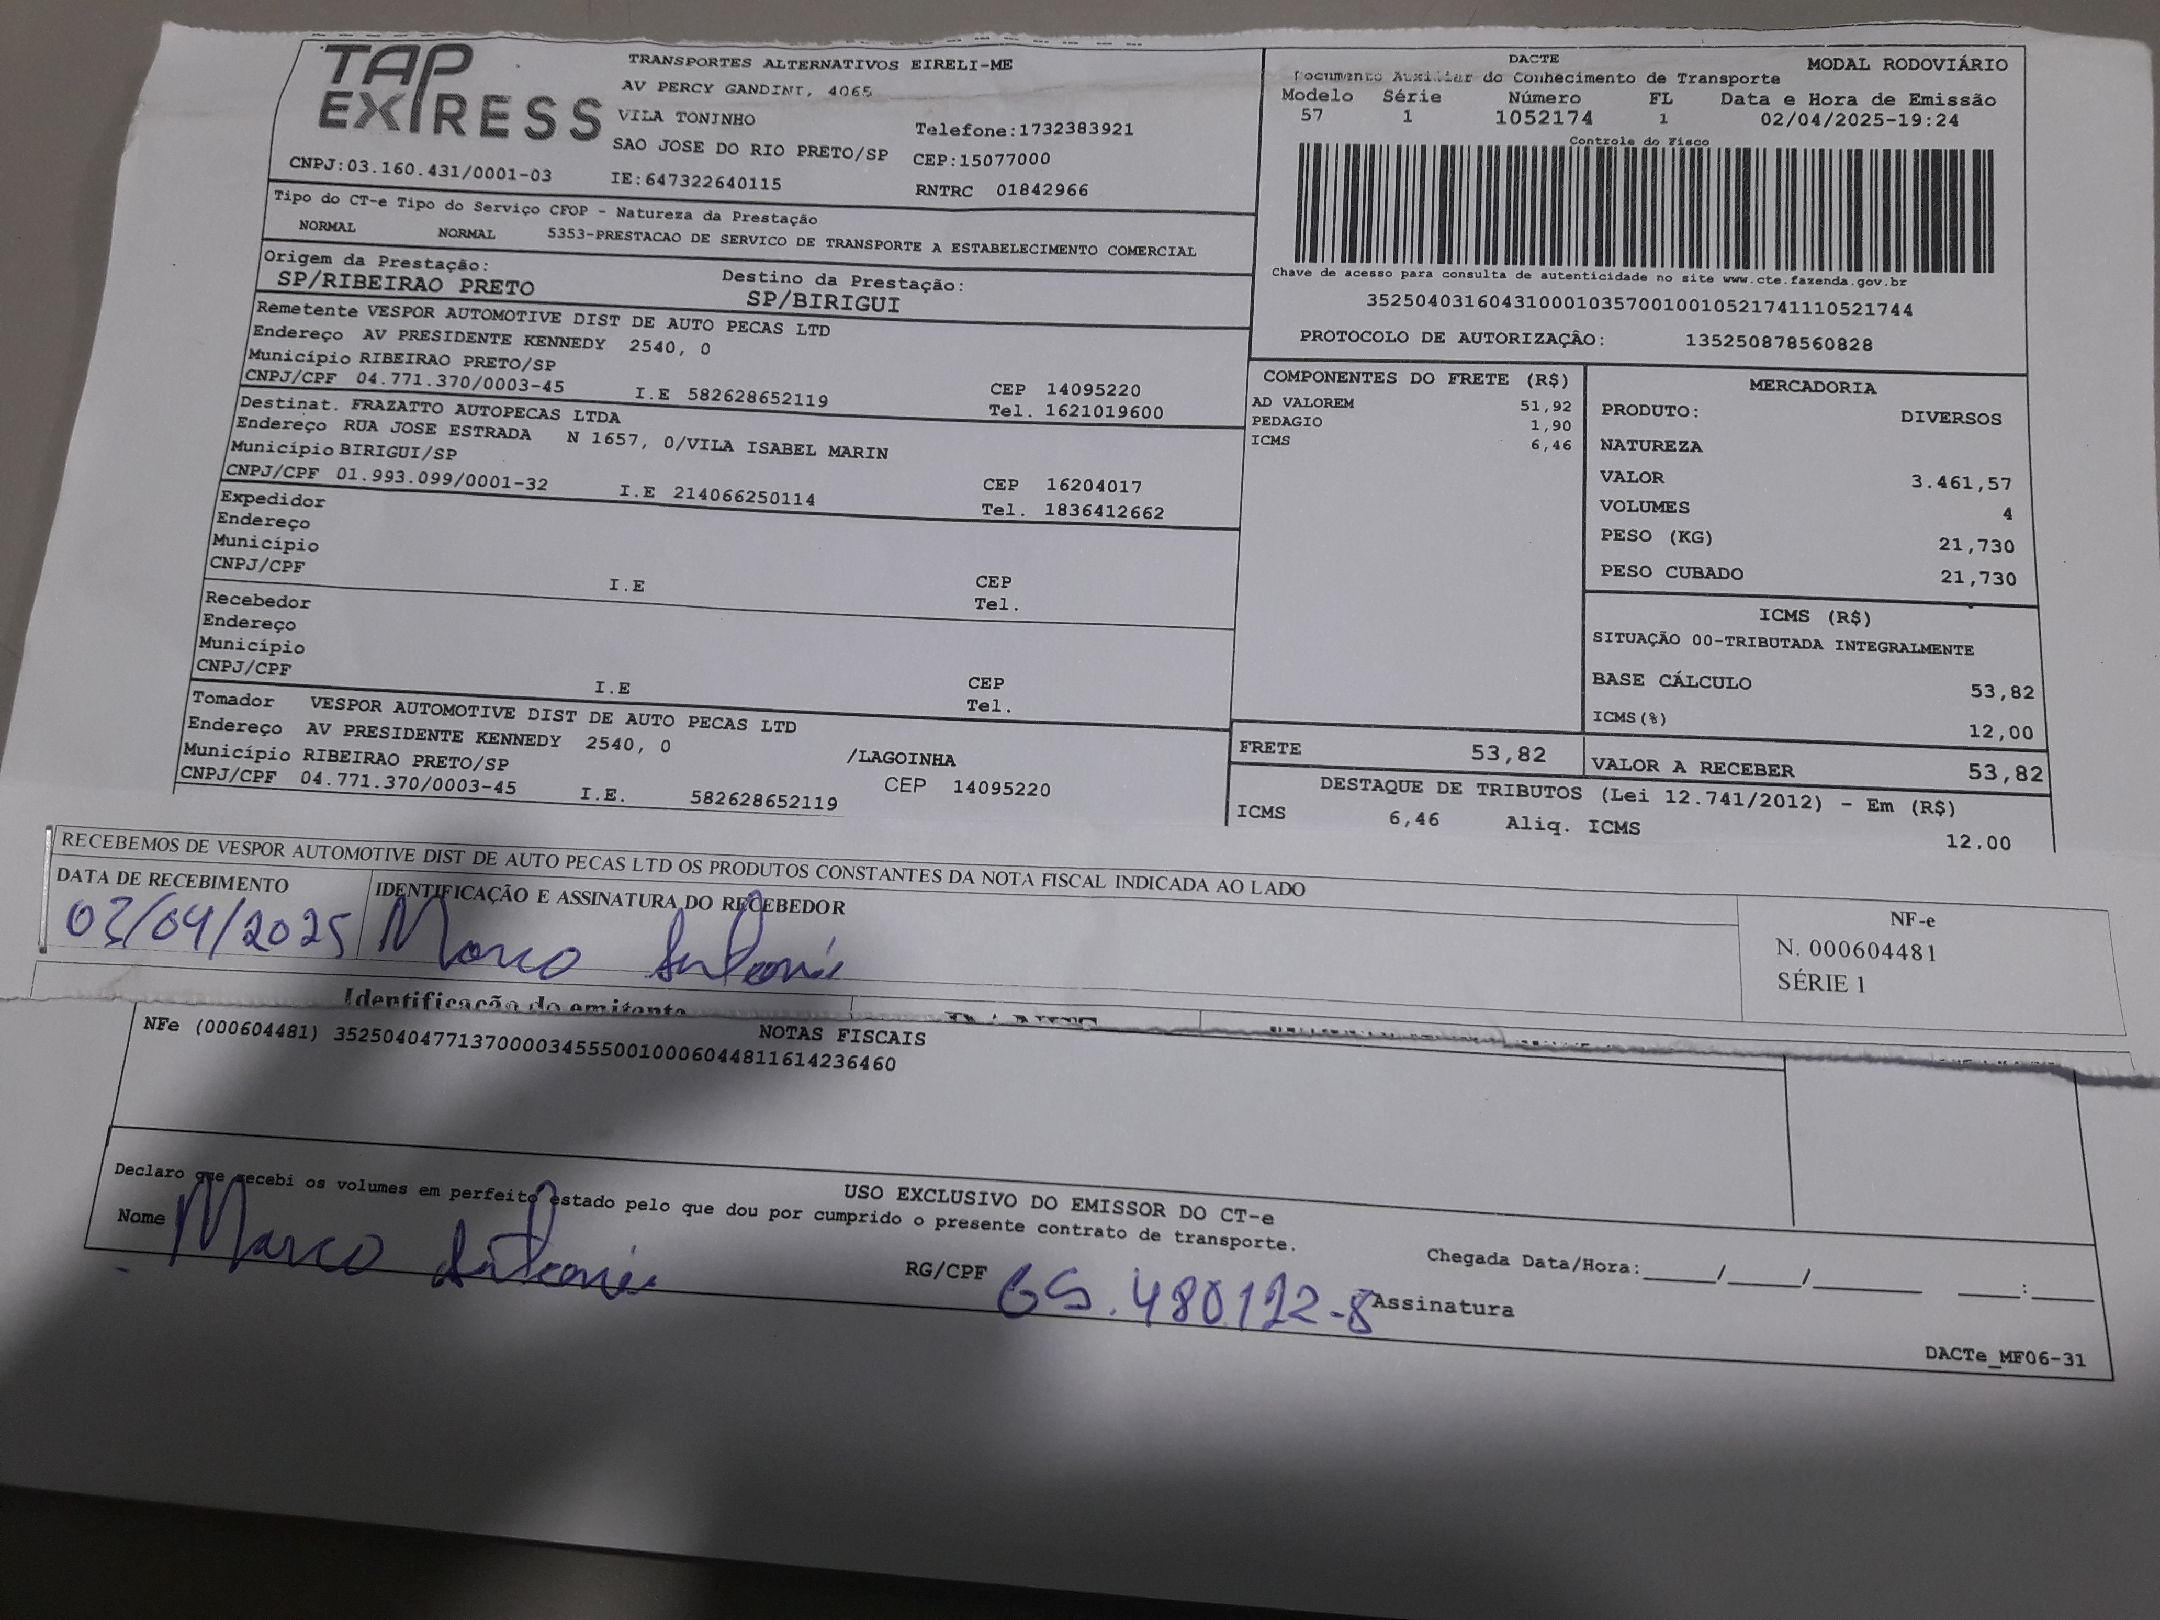 TAP EXPRESS
TRANSPORTES ALTERNATIVOS EIRELI-ME
AV PERCY GANDINI, 4065
VILA TONINHO
Telefone:1732383921
SAO JOSE DO RIO PRETO/SP CEP:15077000
CNPJ:03.160.431/0001-03 IE:647322640115 RNTRC 01842966
Tipo do CT-e Tipo do Serviço CFOP - Natureza da Prestação
NORMAL NORMAL 5353-PRESTACAO DE SERVICO DE TRANSPORTE A ESTABELECIMENTO COMERCIAL
Origem da Prestação: Destino da Prestação:
SP/RIBEIRAO PRETO SP/BIRIGUI
Remetente VESPOR AUTOMOTIVE DIST DE AUTO PECAS LTD
Endereço AV PRESIDENTE KENNEDY 2540, 0
Município RIBEIRAO PRETO/SP CEP 14095220
CNPJ/CPF 04.771.370/0003-45 I.E 582628652119 Tel. 1621019600
Destinat. FRAZATTO AUTOPECAS LTDA
Endereço RUA JOSE ESTRADA N 1657, 0/VILA ISABEL MARIN
Município BIRIGUI/SP CEP 16204017
CNPJ/CPF 01.993.099/0001-32 I.E 214066250114 Tel. 1836412662
Expedidor
Endereço
Município CEP
CNPJ/CPF I.E Tel.
Recebedor
Endereço
Município CEP
CNPJ/CPF I.E Tel.
Tomador VESPOR AUTOMOTIVE DIST DE AUTO PECAS LTD
Endereço AV PRESIDENTE KENNEDY 2540, 0 /LAGOINHA
Município RIBEIRAO PRETO/SP CEP 14095220
CNPJ/CPF 04.771.370/0003-45 I.E. 582628652119
DACTE MODAL RODOVIÁRIO
Documento Auxiliar do Conhecimento de Transporte
Modelo Série Número FL Data e Hora de Emissão
57 1 1052174 1 02/04/2025-19:24
Controle do Fisco
Chave de acesso para consulta de autenticidade no site www.cte.fazenda.gov.br
35250403160431000103570010010521741110521744
PROTOCOLO DE AUTORIZAÇÃO: 135250878560828
COMPONENTES DO FRETE (R$)
AD VALOREM 51,92
PEDAGIO 1,90
ICMS 6,46
MERCADORIA
PRODUTO: DIVERSOS
NATUREZA
VALOR 3.461,57
VOLUMES 4
PESO (KG) 21,730
PESO CUBADO 21,730
ICMS (R$)
SITUAÇÃO 00-TRIBUTADA INTEGRALMENTE
BASE CÁLCULO 53,82
ICMS(%) 12,00
FRETE 53,82 VALOR A RECEBER 53,82
DESTAQUE DE TRIBUTOS (Lei 12.741/2012) - Em (R$)
ICMS 6,46 Aliq. ICMS 12.00
RECEBEMOS DE VESPOR AUTOMOTIVE DIST DE AUTO PECAS LTD OS PRODUTOS CONSTANTES DA NOTA FISCAL INDICADA AO LADO
DATA DE RECEBIMENTO IDENTIFICAÇÃO E ASSINATURA DO RECEBEDOR
03/04/2025 Marco Antonio
NF-e
N. 000604481
SÉRIE 1
Identificação do emitente
NOTAS FISCAIS
NFe (000604481) 35250404771370000345550010006044811614236460
USO EXCLUSIVO DO EMISSOR DO CT-e
Declaro que recebi os volumes em perfeito estado pelo que dou por cumprido o presente contrato de transporte.
Nome Marco Antonio RG/CPF 65.480122-8 Assinatura
Chegada Data/Hora:_____/_____/_______ ____:____
DACTe_MF06-31